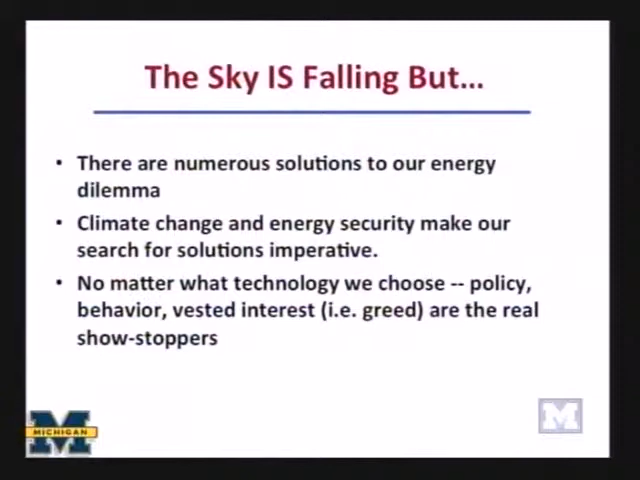 The Sky IS Falling But...
• There are numerous solutions to our energy
dilemma
• Climate change and energy security make our
search for solutions imperative.
• No matter what technology we choose -- policy,
behavior, vested interest (i.e. greed) are the real
show-stoppers
M
MICHIGAN
M